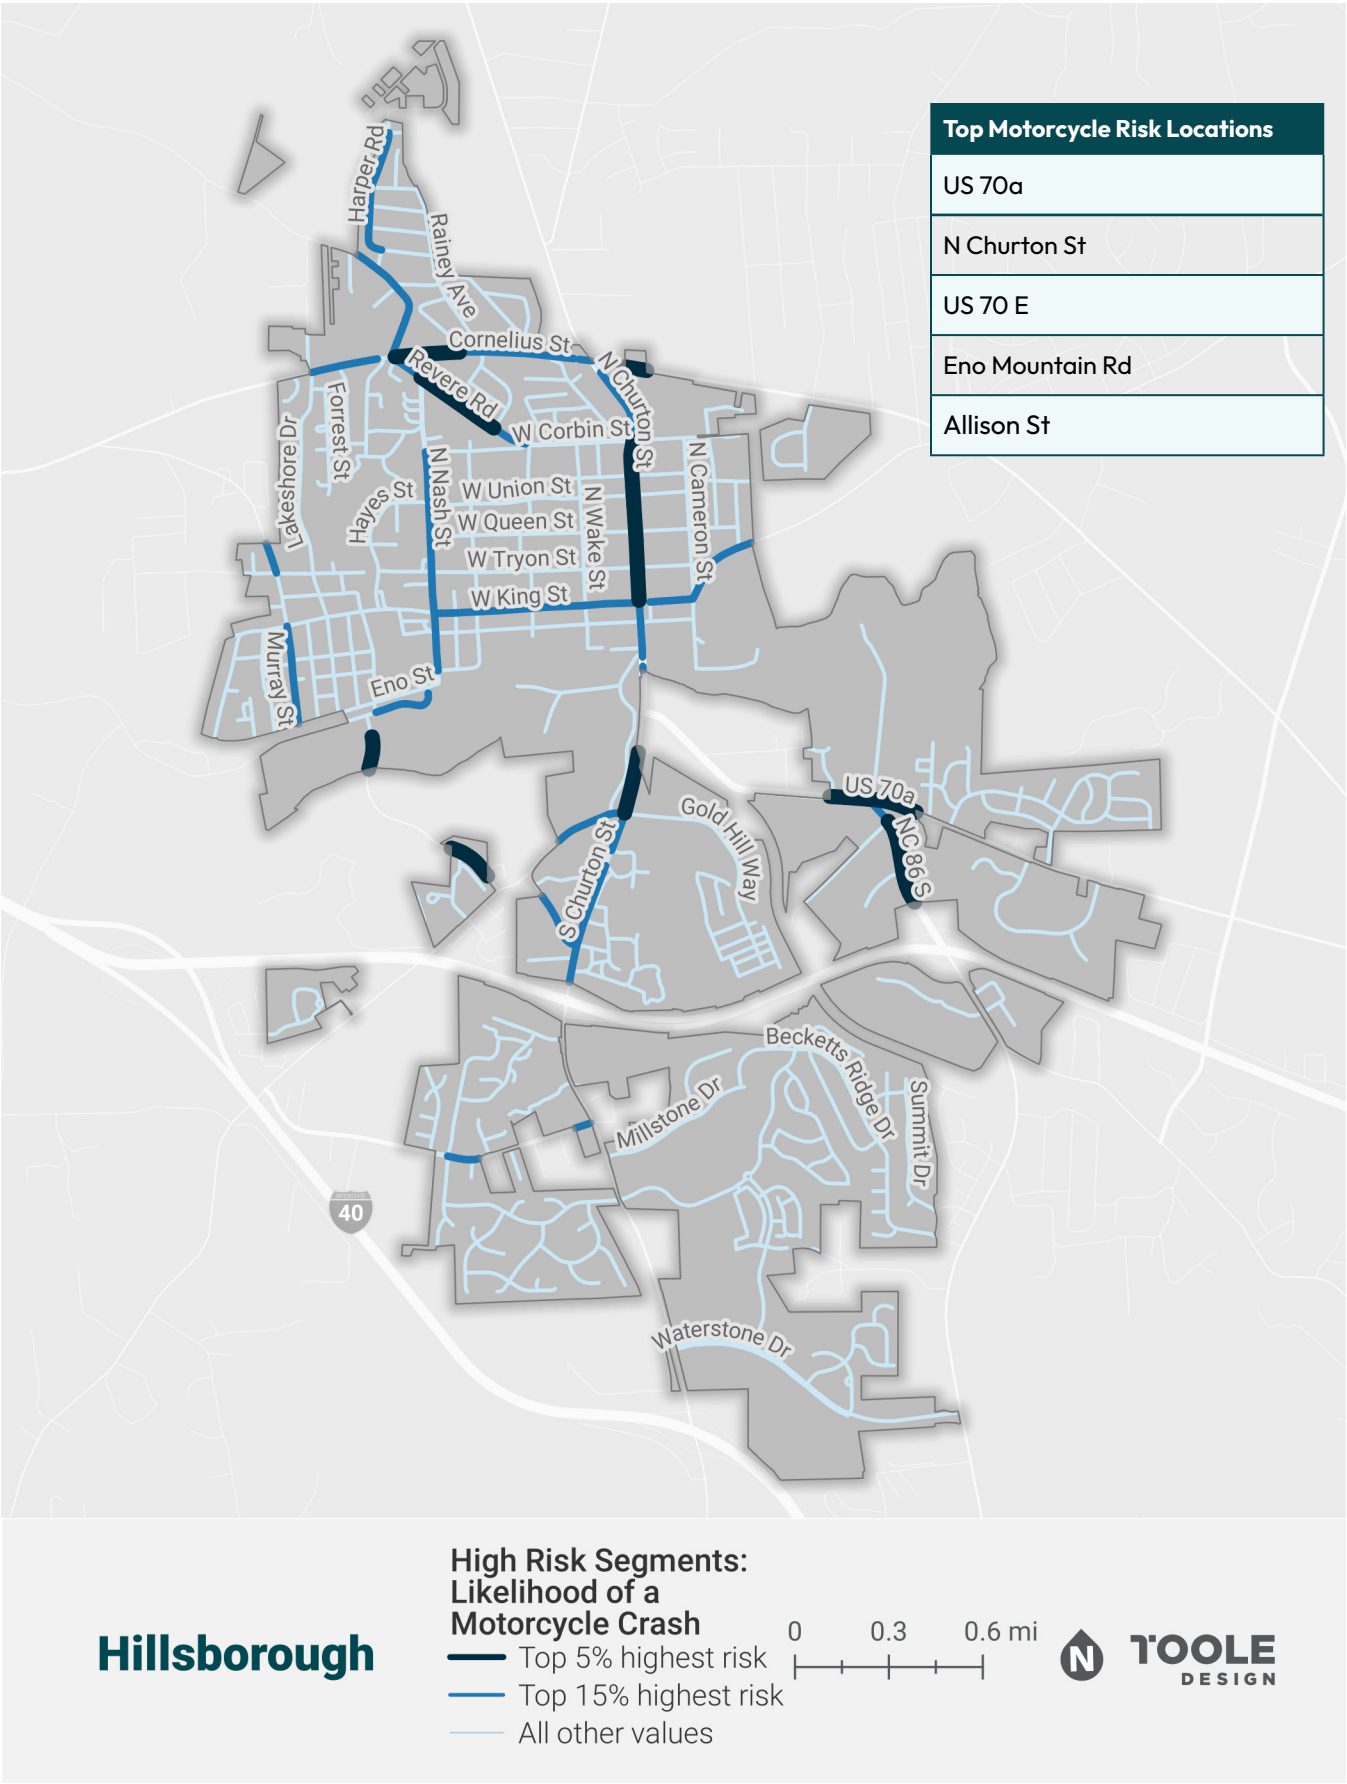 Top Motorcycle Risk Locations
US 70a
N Churton St
US 70 E
Eno Mountain Rd
Allison St
Harper Rd
Rainey Ave
Cornelius St
Revere Rd
N Churton St
Forrest St
Lakeshore Dr
W Corbin St
N Nash St
N Cameron St
Hayes St
W Union St
N Wake St
W Queen St
W Tryon St
W King St
Murray St
Eno St
US 70a
Gold Hill Way
NC 86 S
S Churton St
Becketts Ridge Dr
Millstone Dr
Summit Dr
INTERSTATE
40
Waterstone Dr
Hillsborough
High Risk Segments:
Likelihood of a
Motorcycle Crash
Top 5% highest risk
Top 15% highest risk
All other values
0 0.3 0.6 mi
N
TOOLE
DESIGN